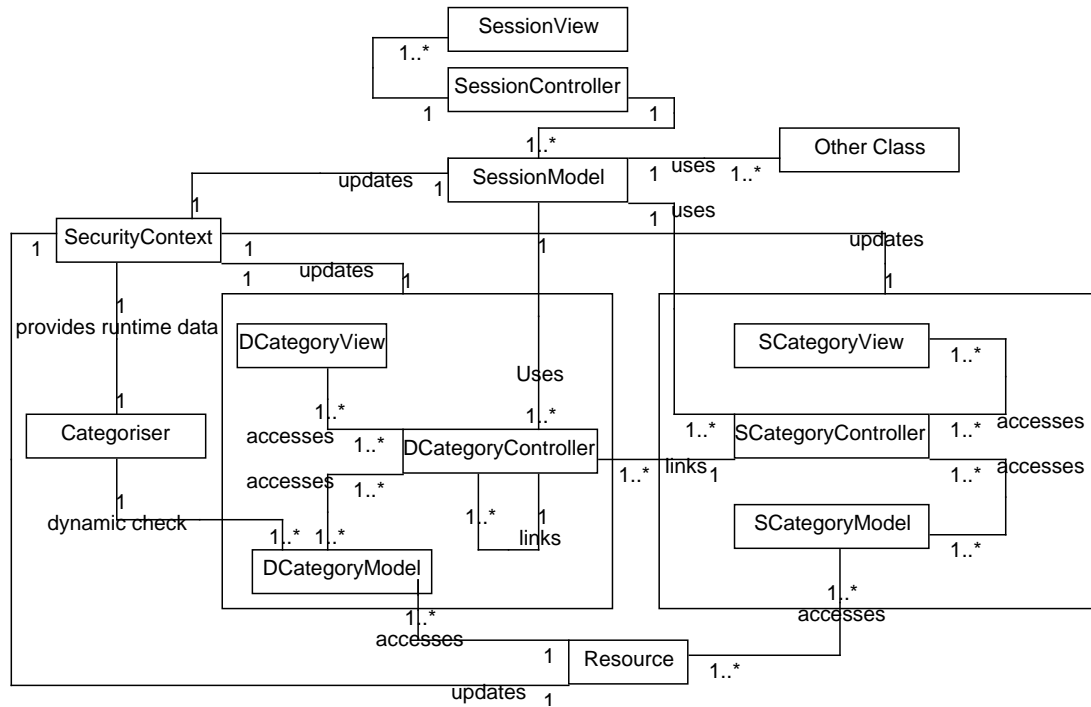 SessionView
1..*
SessionController
1
1
1..*
Other Class
SessionModel
updates
1
1
uses
1..*
1
1
uses
SecurityContext
1
1
1
updates
1
updates
1
1
1
1
provides runtime data
DCategoryView
SCategoryView
1..*
Uses
1
Categoriser
1..*
1..*
accesses
1..*
1..*
DCategoryController
SCategoryController
1..*
accesses
1..*
links
1
accesses
1..*
1..*
accesses
1
dynamic check
1..*
1
links
1..*
1..*
SCategoryModel
1..*
DCategoryModel
1..*
accesses
1..*
accesses
1
Resource
1..*
updates
1